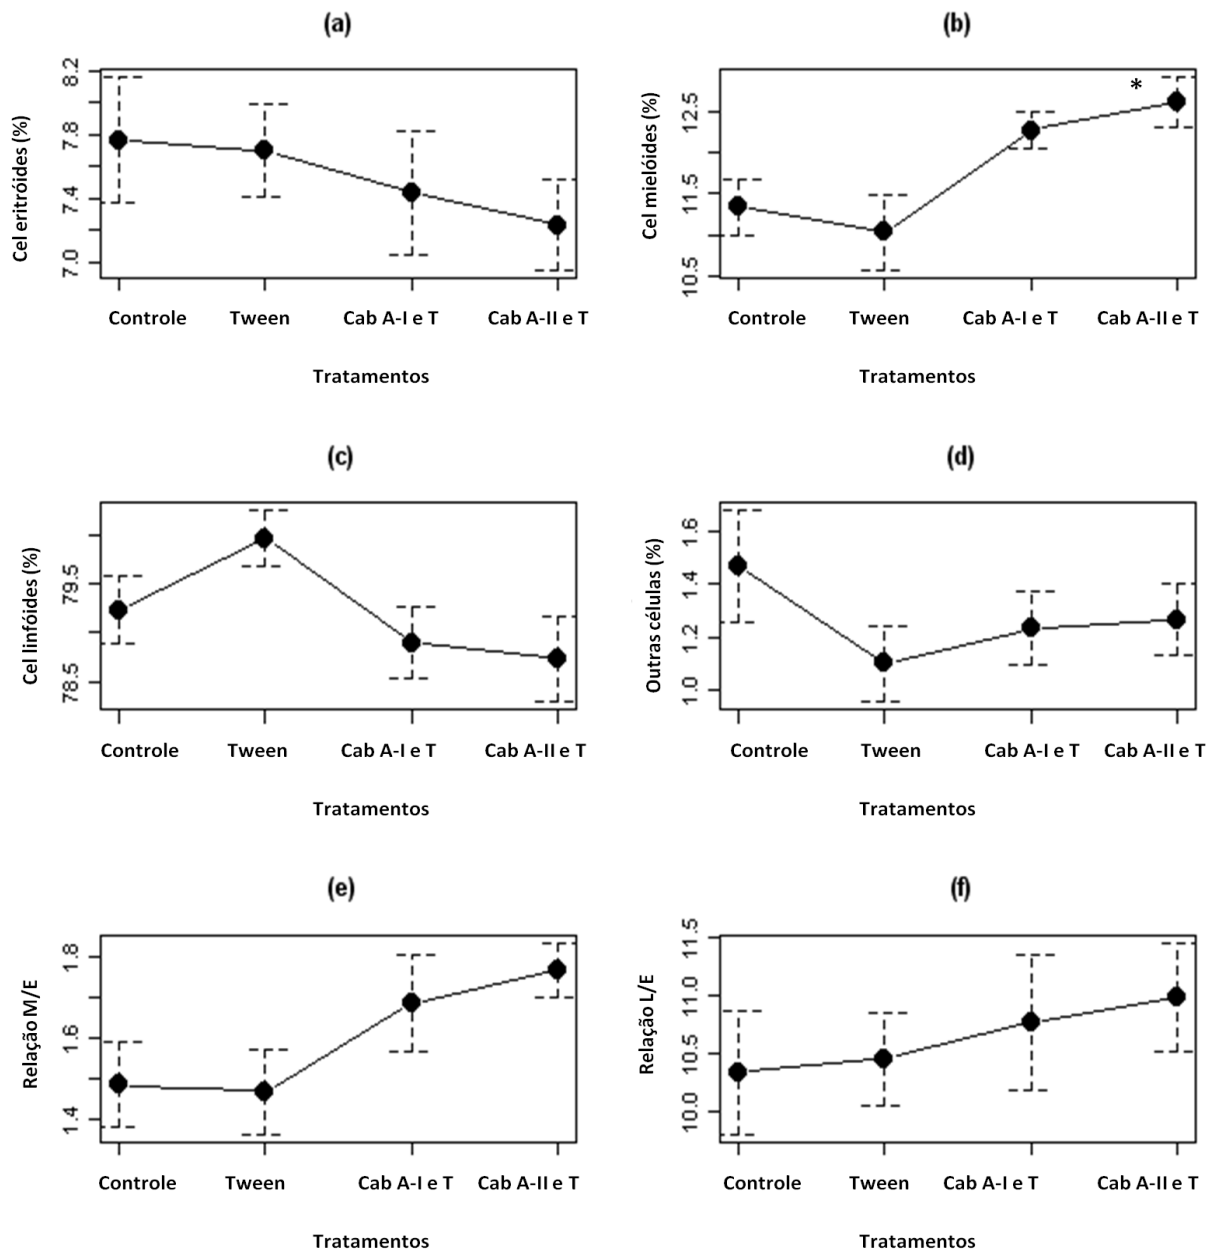 (a)
Cel eritróides (%)
8.2
7.8
7.4
7.0
Controle Tween Cab A-I e T Cab A-II e T
Tratamentos
(b)
Cel mielóides (%)
12.5
11.5
10.5
*
Controle Tween Cab A-I e T Cab A-II e T
Tratamentos
(c)
Cel linfóides (%)
79.5
78.5
Controle Tween Cab A-I e T Cab A-II e T
Tratamentos
(d)
Outras células (%)
1.6
1.4
1.2
1.0
Controle Tween Cab A-I e T Cab A-II e T
Tratamentos
(e)
Relação M/E
1.8
1.6
1.4
Controle Tween Cab A-I e T Cab A-II e T
Tratamentos
(f)
Relação L/E
11.5
11.0
10.5
10.0
Controle Tween Cab A-I e T Cab A-II e T
Tratamentos